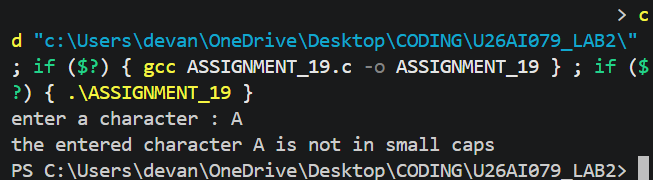 > c
d "c:\Users\devan\OneDrive\Desktop\CODING\U26AI079_LAB2\"
; if ($?) { gcc ASSIGNMENT_19.c -o ASSIGNMENT_19 } ; if ($
?) { .\ASSIGNMENT_19 }
enter a character : A
the entered character A is not in small caps
PS C:\Users\devan\OneDrive\Desktop\CODING\U26AI079_LAB2>